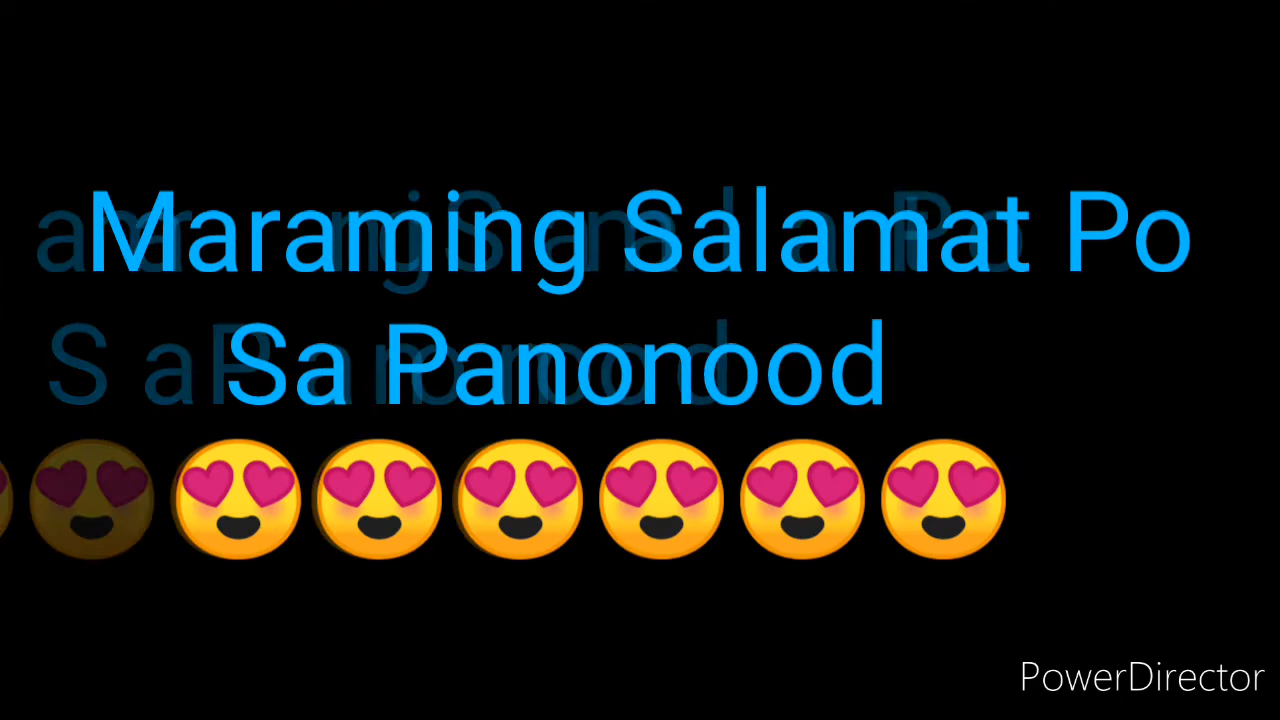 Maraming Salamat Po
Sa Panonood
😍😍😍😍😍😍
PowerDirector